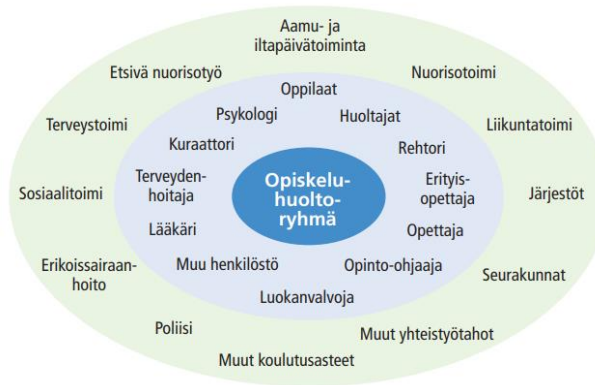 Aamu- ja
iltapäivätoiminta
Etsivä nuorisotyö
Nuorisotoimi
Oppilaat
Psykologi
Huoltajat
Terveystoimi
Liikuntatoimi
Kuraattori
Rehtori
Terveyden-
hoitaja
Opiskelu-
huolto-
ryhmä
Erityis-
opettaja
Sosiaalitoimi
Järjestöt
Lääkäri
Opettaja
Erikoissairaan-
hoito
Muu henkilöstö
Opinto-ohjaaja
Seurakunnat
Luokanvalvoja
Poliisi
Muut yhteistyötahot
Muut koulutusasteet